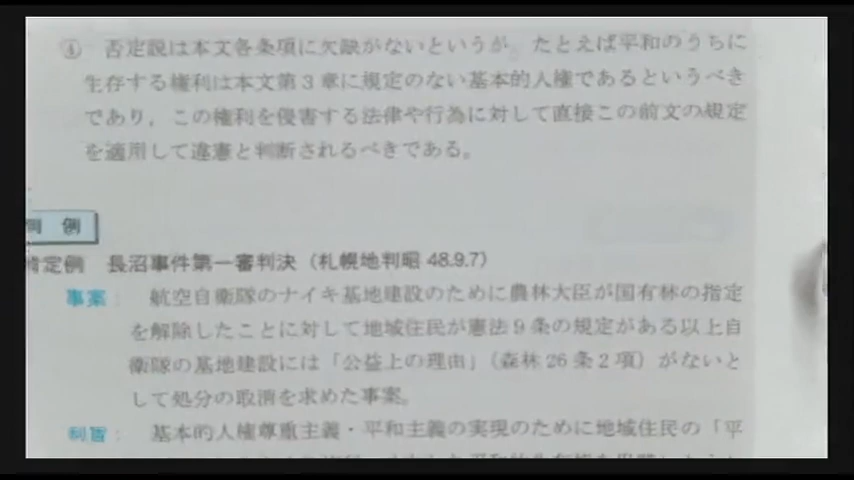 ④ 否定説は本文各条項に欠缺がないというが、たとえば平和のうちに
生存する権利は本文第3章に規定のない基本的人権であるというべき
であり、この権利を侵害する法律や行為に対して直接この前文の規定
を適用して違憲と判断されるべきである。
判例
肯定例 長沼事件第一審判決（札幌地判昭 48.9.7）
事案： 航空自衛隊のナイキ基地建設のために農林大臣が国有林の指定
を解除したことに対して地域住民が憲法9条の規定がある以上自
衛隊の基地建設には「公益上の理由」（森林 26 条 2 項）がないと
して処分の取消を求めた事案。
判旨： 基本的人権尊重主義・平和主義の実現のために地域住民の「平